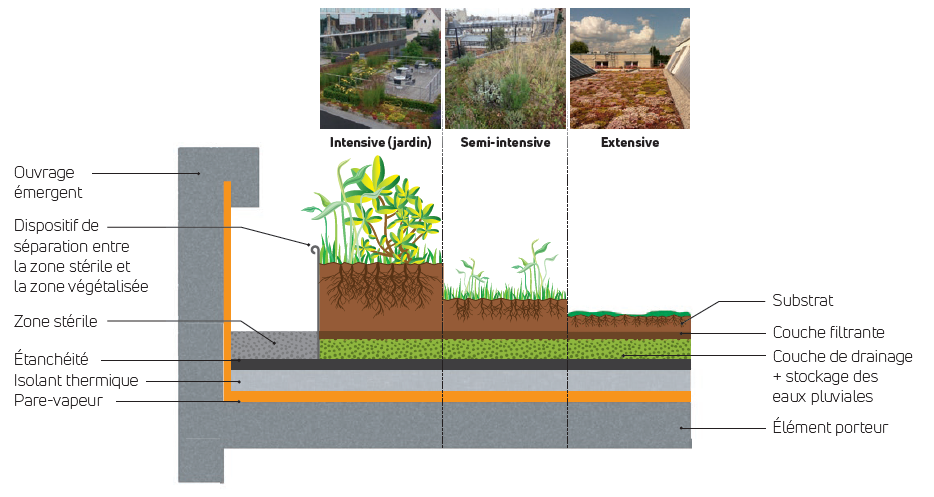 Intensive (jardin)
Semi-intensive
Extensive
Ouvrage
émergent
Dispositif de
séparation entre
la zone stérile et
la zone végétalisée
Zone stérile
Étanchéité
Isolant thermique
Pare-vapeur
Substrat
Couche filtrante
Couche de drainage
+ stockage des
eaux pluviales
Élément porteur